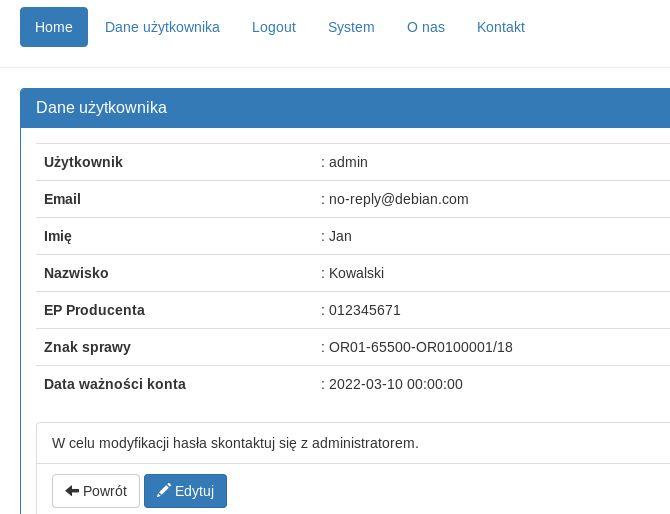 Home Dane użytkownika Logout System O nas Kontakt
Dane użytkownika
Użytkownik : admin
Email : no-reply@debian.com
Imię : Jan
Nazwisko : Kowalski
EP Producenta : 012345671
Znak sprawy : OR01-65500-OR0100001/18
Data ważności konta : 2022-03-10 00:00:00
W celu modyfikacji hasła skontaktuj się z administratorem.
Powrót Edytuj